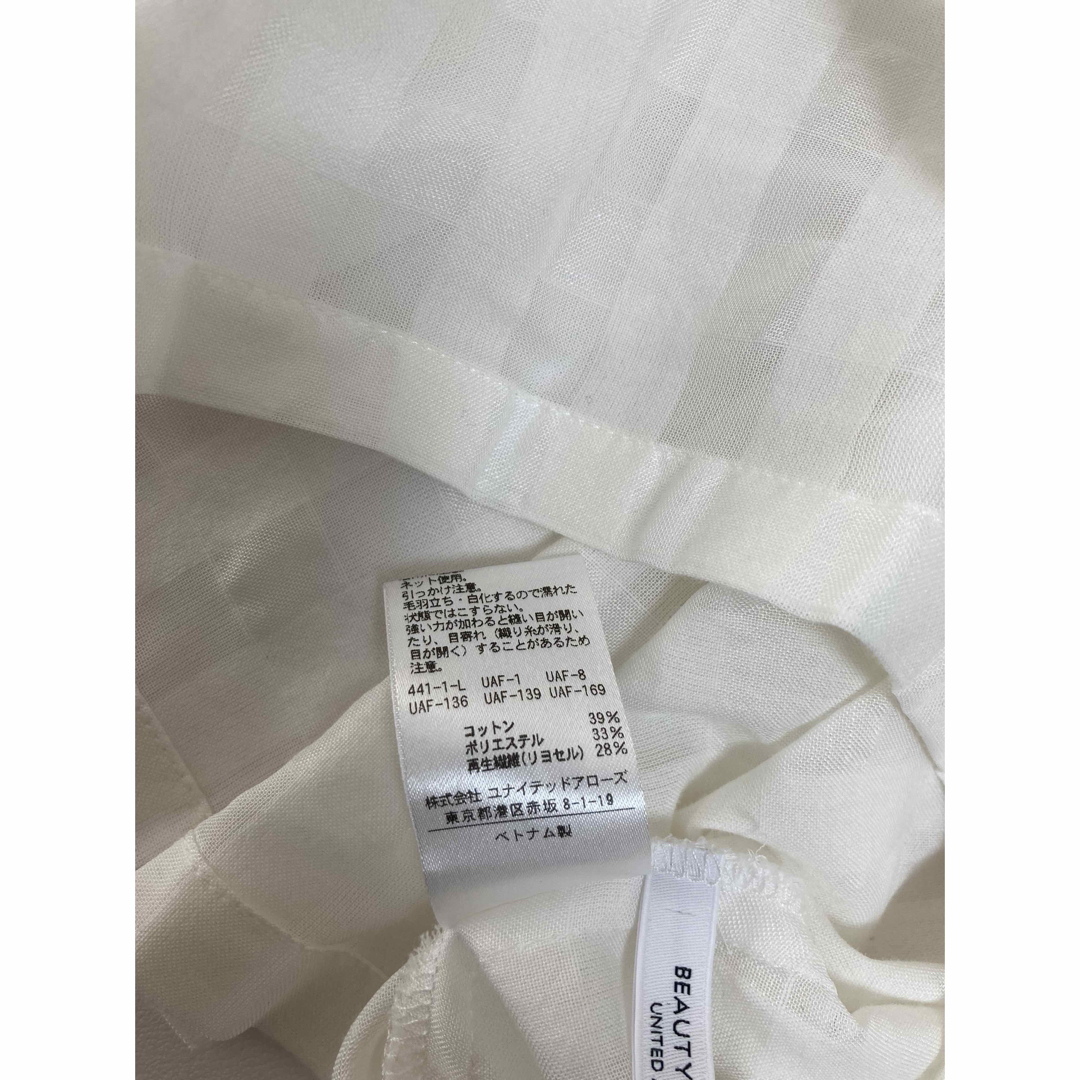 ネット使用。
引っかけ注意。
毛羽立ち・白化するので濡れた
状態ではこすらない。
強い力が加わると縫い目が開い
たり、目寄れ（織り糸が滑り、
目が開く）することがあるため
注意。
441-1-L UAF-1 UAF-8
UAF-136 UAF-139 UAF-169
コットン 39%
ポリエステル 33%
再生繊維(リヨセル) 28%
株式会社 ユナイテッドアローズ
東京都港区赤坂8-1-19
ベトナム製
BEAUTY
UNITED